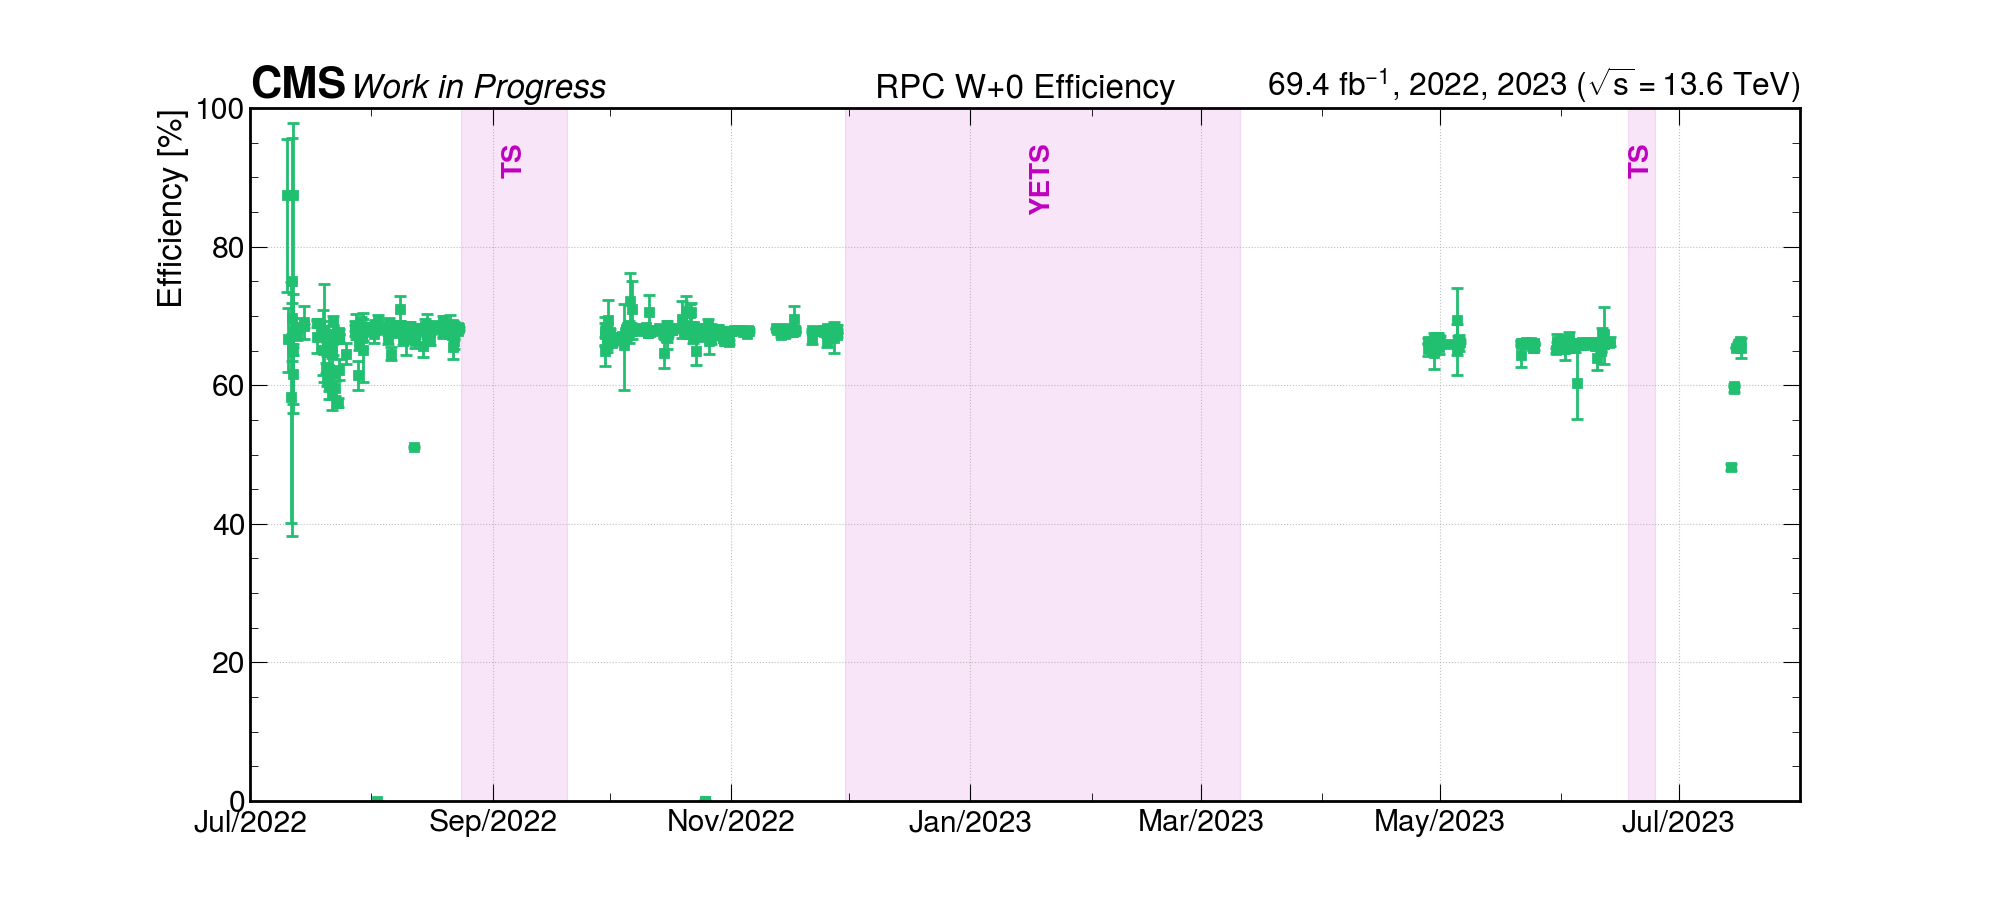 CMS Work in Progress RPC W+0 Efficiency 69.4 fb⁻¹, 2022, 2023 (√s = 13.6 TeV)
Efficiency [%]
100
80
60
40
20
0
TS
YETS
TS
Jul/2022 Sep/2022 Nov/2022 Jan/2023 Mar/2023 May/2023 Jul/2023